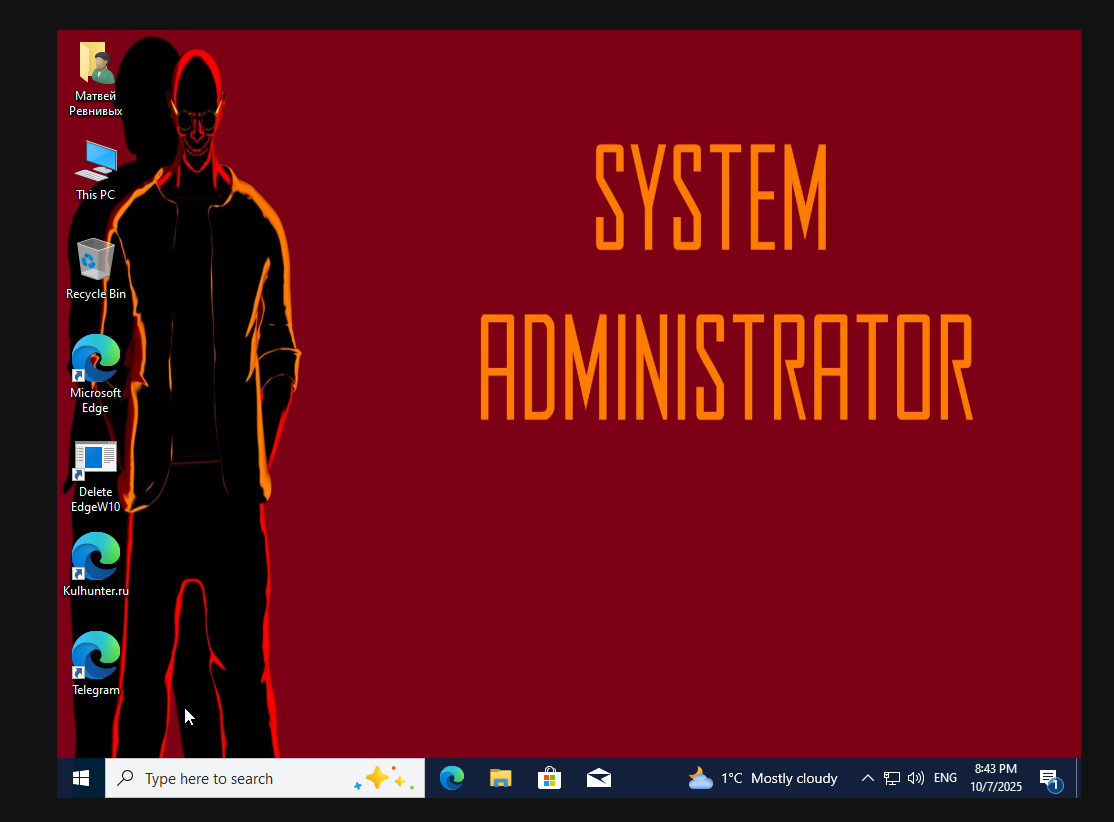 Матвей
Ревнивых
This PC
Recycle Bin
Microsoft
Edge
Delete
EdgeW10
Kulhunter.ru
Telegram
SYSTEM
ADMINISTRATOR
Type here to search
1°C Mostly cloudy
ENG
8:43 PM
10/7/2025
1